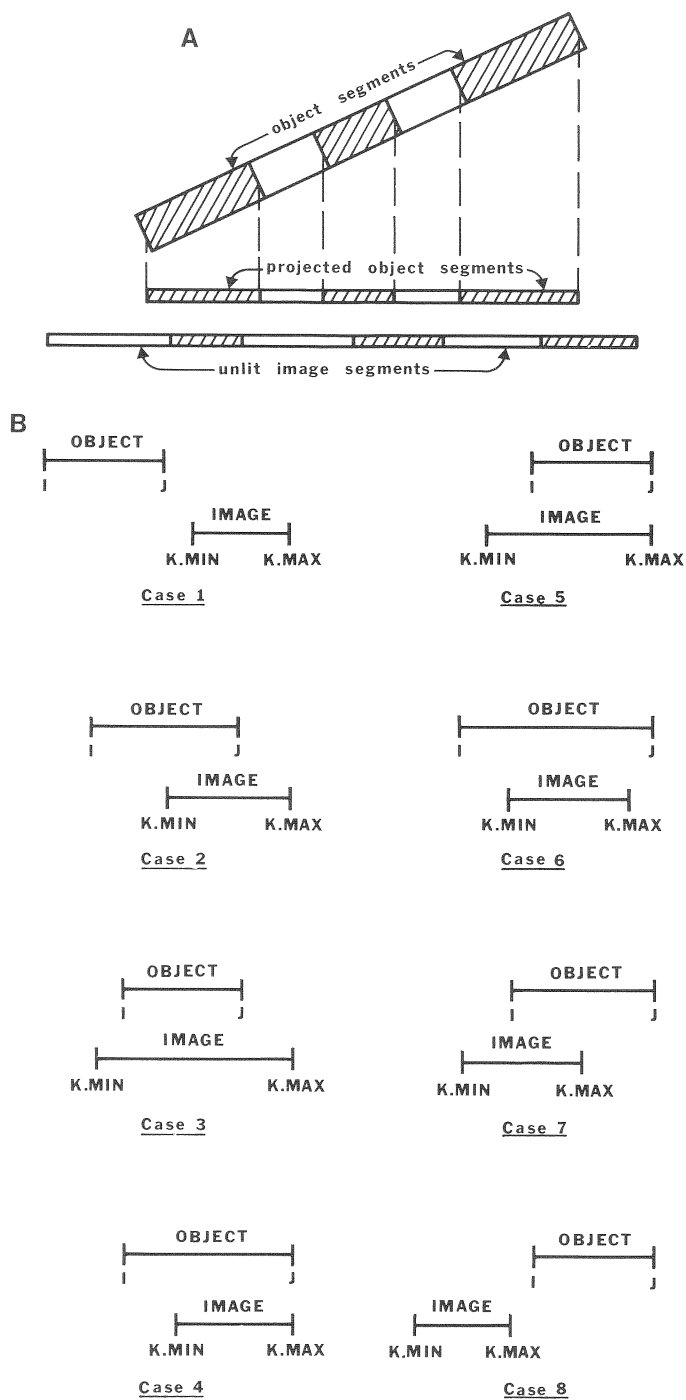 A
object segments
projected object segments
unlit image segments
B
OBJECT
I J
IMAGE
K.MIN K.MAX
Case 1
OBJECT
I J
IMAGE
K.MIN K.MAX
Case 5
OBJECT
I J
IMAGE
K.MIN K.MAX
Case 2
OBJECT
I J
IMAGE
K.MIN K.MAX
Case 6
OBJECT
I J
IMAGE
K.MIN K.MAX
Case 3
OBJECT
I J
IMAGE
K.MIN K.MAX
Case 7
OBJECT
I J
IMAGE
K.MIN K.MAX
Case 4
OBJECT
I J
IMAGE
K.MIN K.MAX
Case 8